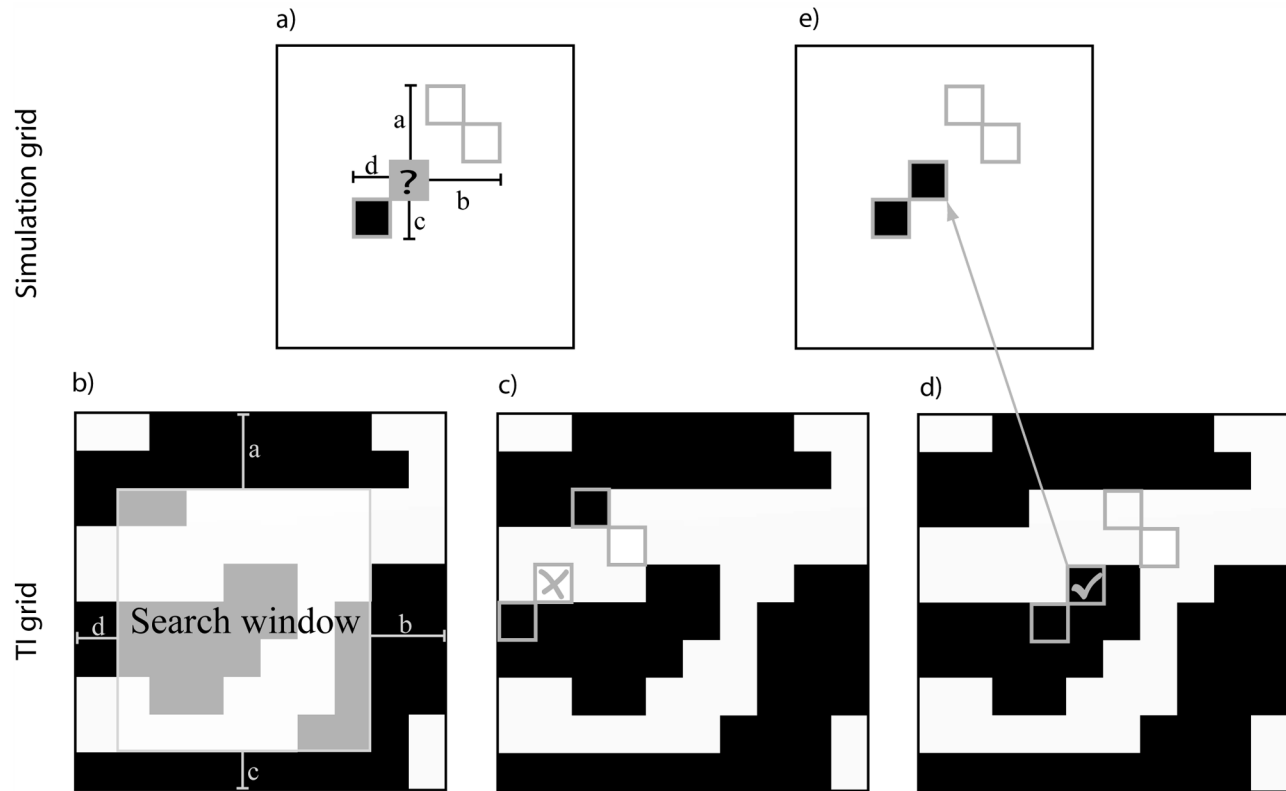 a)
e)
Simulation grid
a
d
?
b
c
b)
c)
d)
TI grid
a
Search window
d
b
c